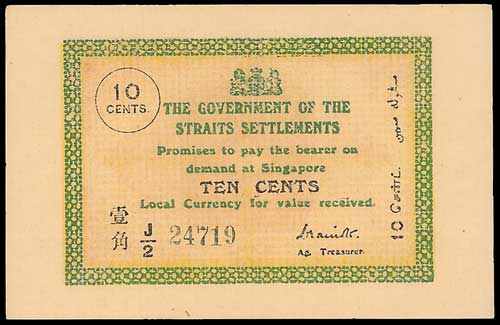 10
CENTS.
THE GOVERNMENT OF THE
STRAITS SETTLEMENTS
Promises to pay the bearer on
demand at Singapore
TEN CENTS
Local Currency for value received.
壹
角
J/2
24719
Ag. Treasurer.
10